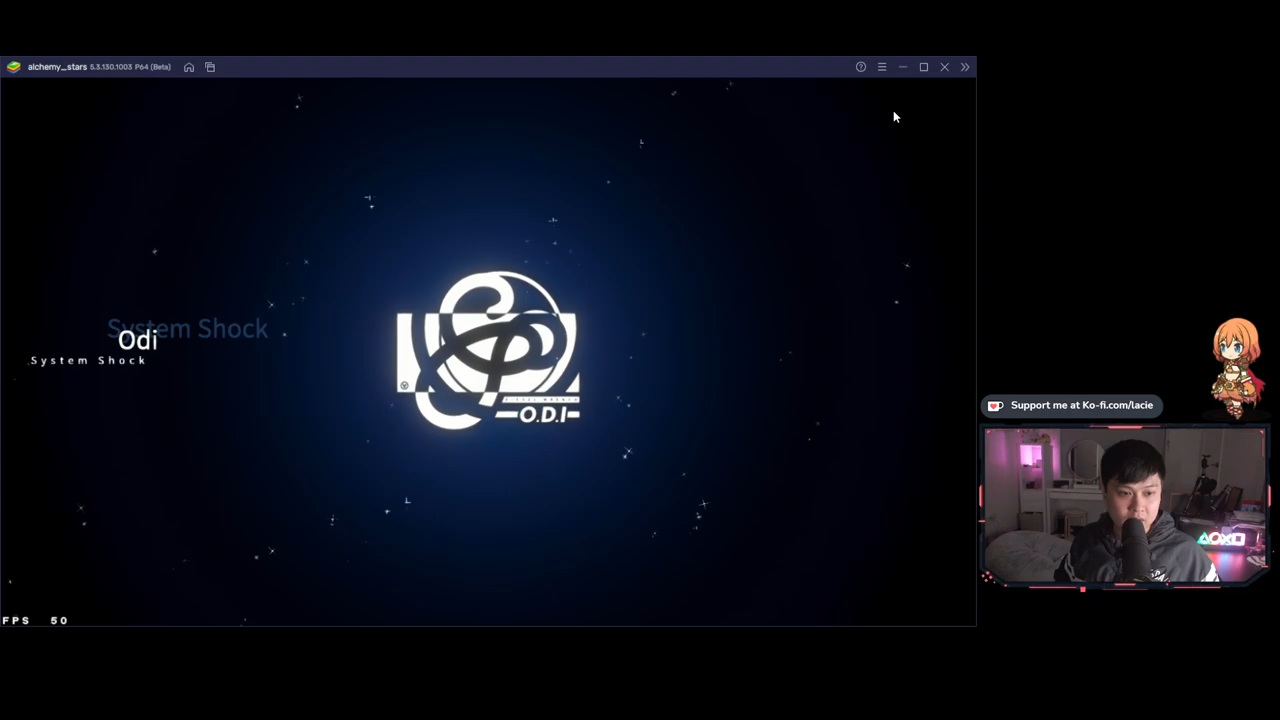 alchemy_stars 5.3.130.1003 P64 (Beta)
System Shock
Odi
System Shock
O.D.I
Support me at Ko-fi.com/lacie
FPS 50